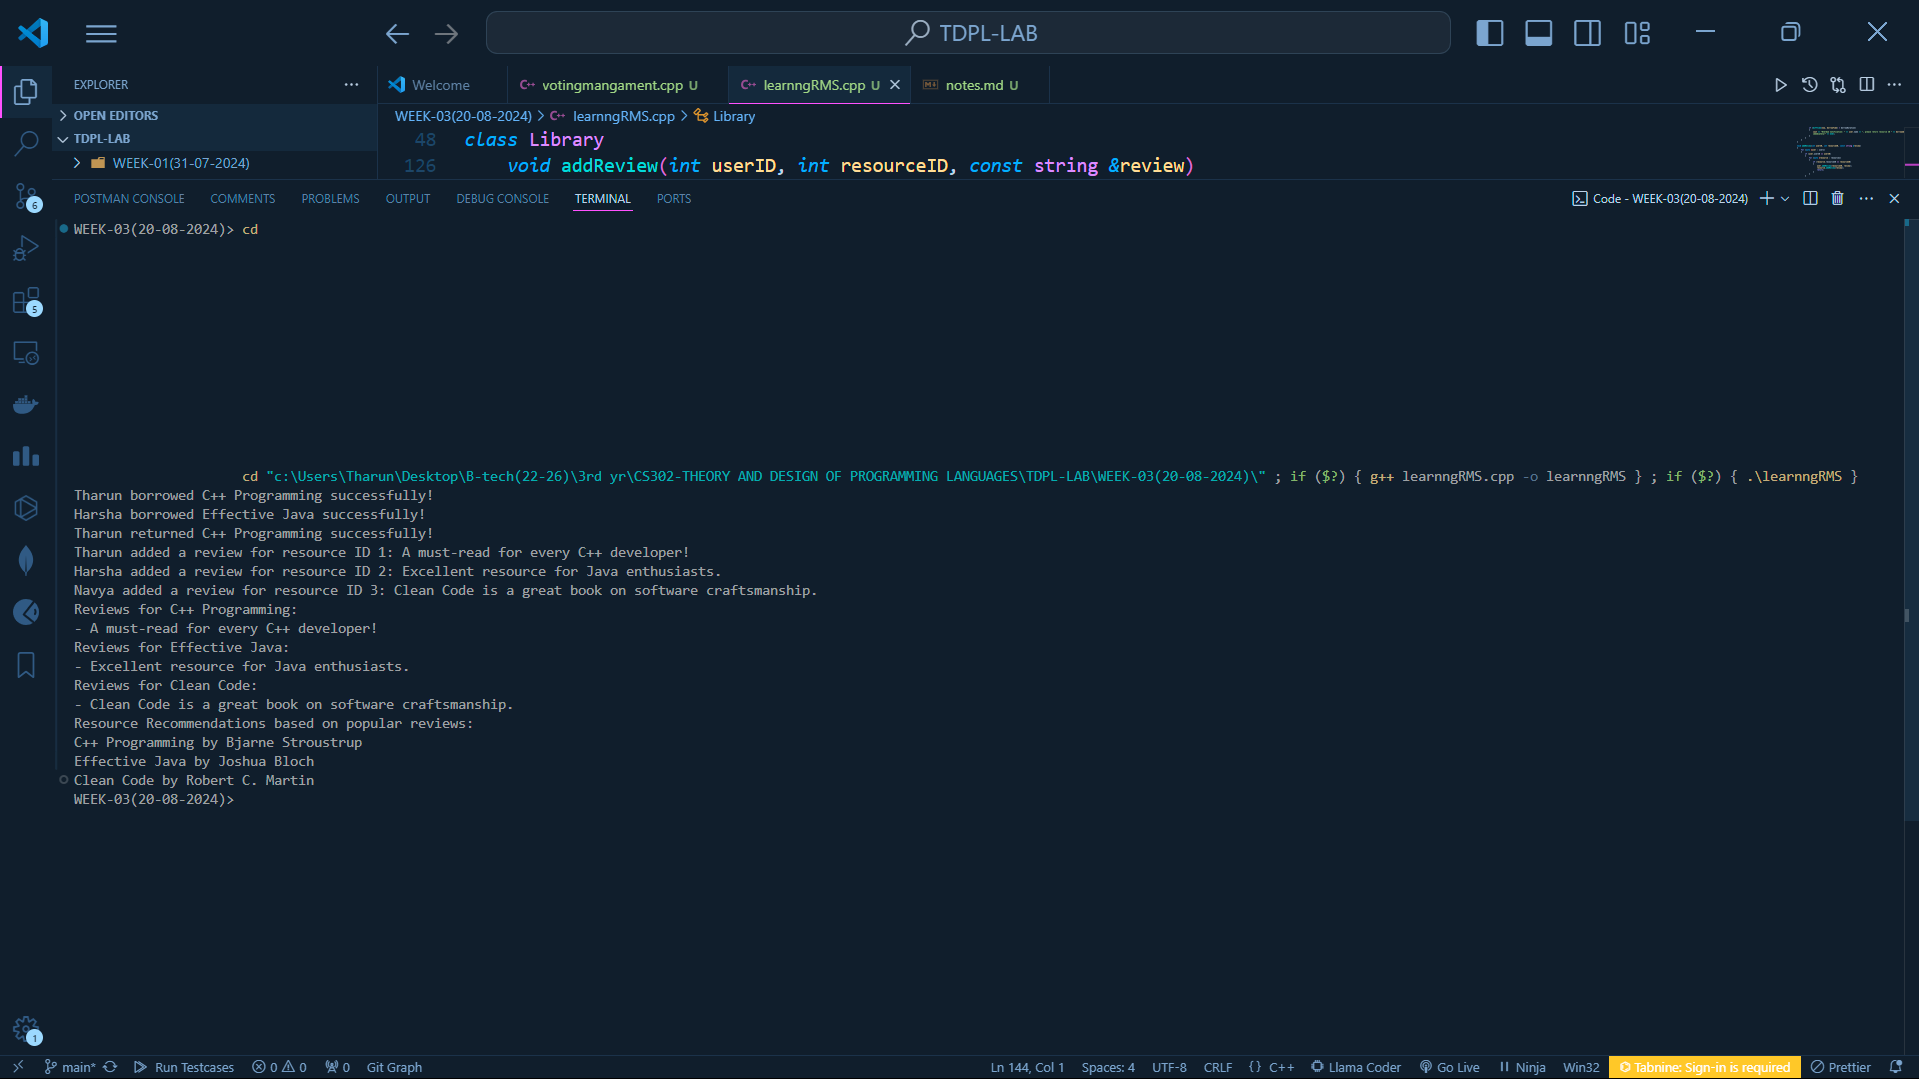 TDPL-LAB
EXPLORER
Welcome
votingmangament.cpp U
learnngRMS.cpp U
notes.md U
OPEN EDITORS
TDPL-LAB
WEEK-01(31-07-2024)
WEEK-03(20-08-2024) > learnngRMS.cpp > Library
48 class Library
126 void addReview(int userID, int resourceID, const string &review)
POSTMAN CONSOLE COMMENTS PROBLEMS OUTPUT DEBUG CONSOLE TERMINAL PORTS
Code - WEEK-03(20-08-2024)
WEEK-03(20-08-2024)> cd
cd "c:\Users\Tharun\Desktop\B-tech(22-26)\3rd yr\CS302-THEORY AND DESIGN OF PROGRAMMING LANGUAGES\TDPL-LAB\WEEK-03(20-08-2024)\" ; if ($?) { g++ learnngRMS.cpp -o learnngRMS } ; if ($?) { .\learnngRMS }
Tharun borrowed C++ Programming successfully!
Harsha borrowed Effective Java successfully!
Tharun returned C++ Programming successfully!
Tharun added a review for resource ID 1: A must-read for every C++ developer!
Harsha added a review for resource ID 2: Excellent resource for Java enthusiasts.
Navya added a review for resource ID 3: Clean Code is a great book on software craftsmanship.
Reviews for C++ Programming:
- A must-read for every C++ developer!
Reviews for Effective Java:
- Excellent resource for Java enthusiasts.
Reviews for Clean Code:
- Clean Code is a great book on software craftsmanship.
Resource Recommendations based on popular reviews:
C++ Programming by Bjarne Stroustrup
Effective Java by Joshua Bloch
Clean Code by Robert C. Martin
WEEK-03(20-08-2024)>
6
5
1
main* Run Testcases 0 0 0 Git Graph
Ln 144, Col 1 Spaces: 4 UTF-8 CRLF {} C++ Llama Coder Go Live Ninja Win32 Tabnine: Sign-in is required Prettier